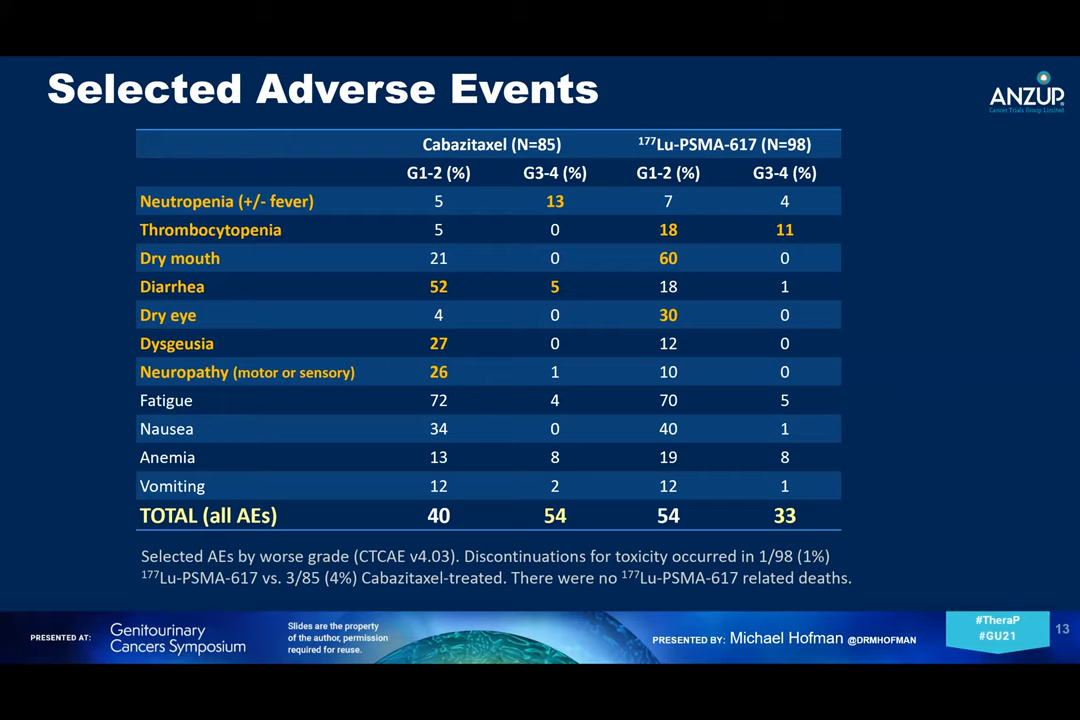 Selected Adverse Events
ANZUP
Cancer Trials Group Limited
Cabazitaxel (N=85) ¹⁷⁷Lu-PSMA-617 (N=98)
G1-2 (%) G3-4 (%) G1-2 (%) G3-4 (%)
Neutropenia (+/- fever) 5 13 7 4
Thrombocytopenia 5 0 18 11
Dry mouth 21 0 60 0
Diarrhea 52 5 18 1
Dry eye 4 0 30 0
Dysgeusia 27 0 12 0
Neuropathy (motor or sensory) 26 1 10 0
Fatigue 72 4 70 5
Nausea 34 0 40 1
Anemia 13 8 19 8
Vomiting 12 2 12 1
TOTAL (all AEs) 40 54 54 33
Selected AEs by worse grade (CTCAE v4.03). Discontinuations for toxicity occurred in 1/98 (1%)
¹⁷⁷Lu-PSMA-617 vs. 3/85 (4%) Cabazitaxel-treated. There were no ¹⁷⁷Lu-PSMA-617 related deaths.
PRESENTED AT:
Genitourinary
Cancers Symposium
Slides are the property
of the author, permission
required for reuse.
PRESENTED BY: Michael Hofman @DRMHOFMAN
#TheraP
#GU21
13